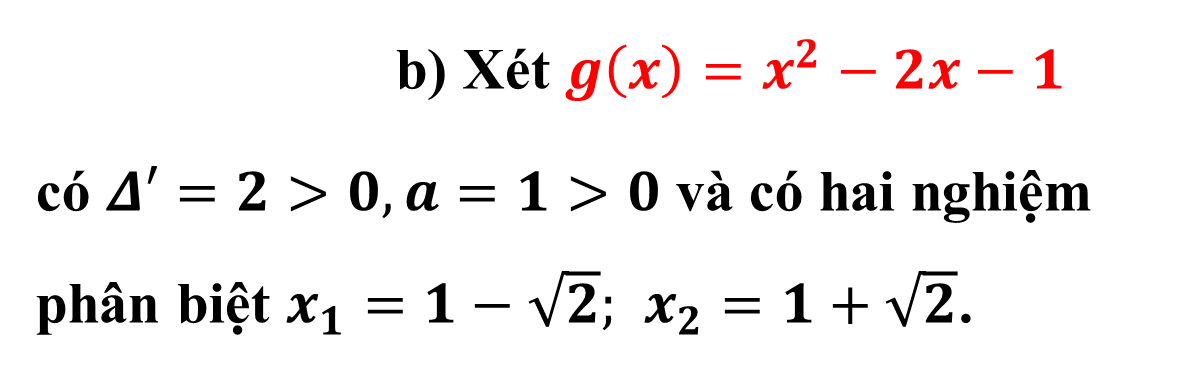 b) Xét g(x) = x² − 2x − 1
có Δ′ = 2 > 0, a = 1 > 0 và có hai nghiệm
phân biệt x₁ = 1 − √2; x₂ = 1 + √2.